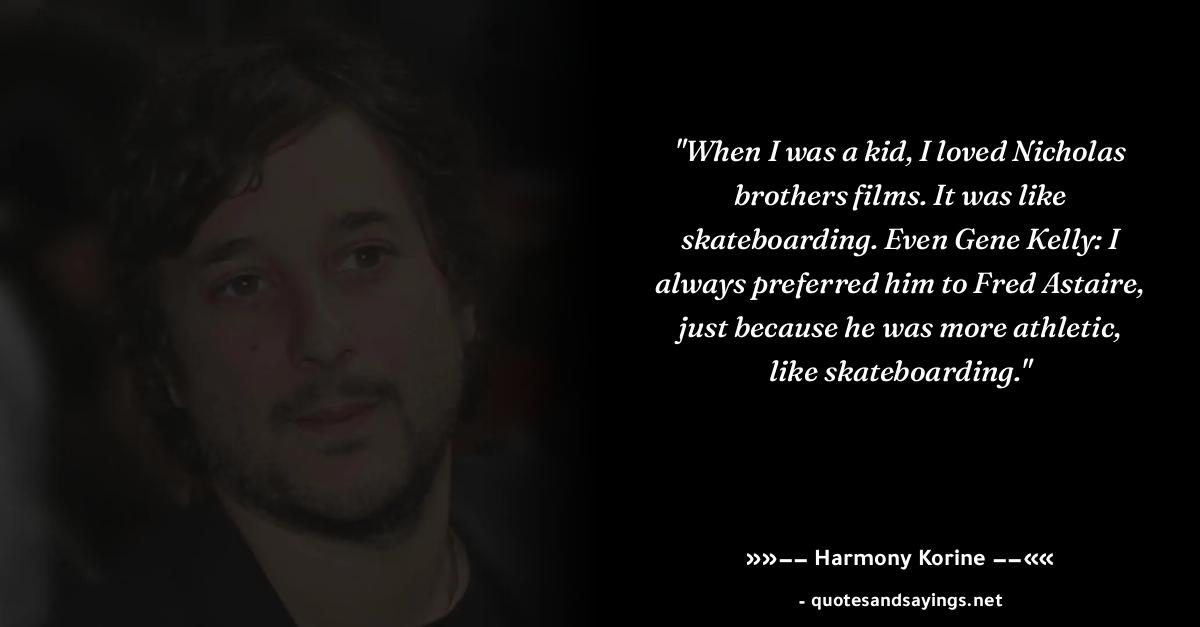 "When I was a kid, I loved Nicholas
brothers films. It was like
skateboarding. Even Gene Kelly: I
always preferred him to Fred Astaire,
just because he was more athletic,
like skateboarding."
»»−− Harmony Korine −−««
- quotesandsayings.net